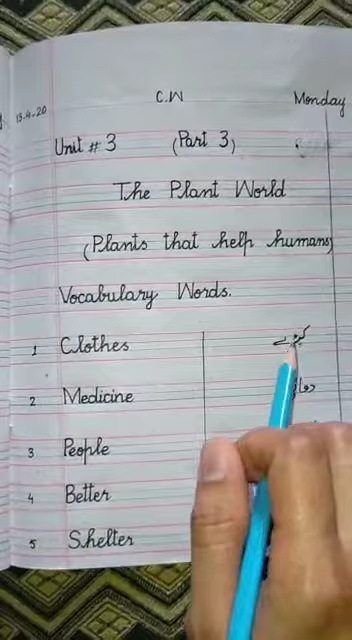 C.W
13-4-20 Monday
Unit # 3 (Part 3)
The Plant World
(Plants that help humans)
Vocabulary Words.
1 Clothes کپڑے
2 Medicine
3 People
4 Better
5 Shelter